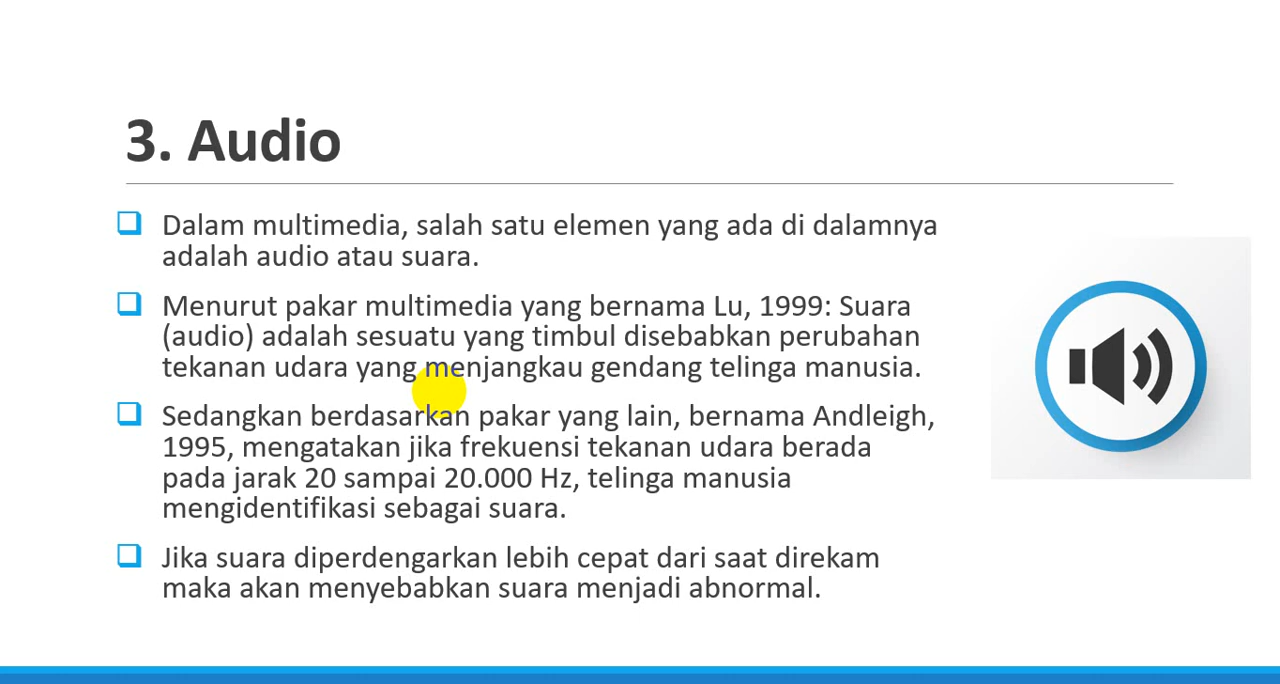 3. Audio
Dalam multimedia, salah satu elemen yang ada di dalamnya
adalah audio atau suara.
Menurut pakar multimedia yang bernama Lu, 1999: Suara
(audio) adalah sesuatu yang timbul disebabkan perubahan
tekanan udara yang menjangkau gendang telinga manusia.
Sedangkan berdasarkan pakar yang lain, bernama Andleigh,
1995, mengatakan jika frekuensi tekanan udara berada
pada jarak 20 sampai 20.000 Hz, telinga manusia
mengidentifikasi sebagai suara.
Jika suara diperdengarkan lebih cepat dari saat direkam
maka akan menyebabkan suara menjadi abnormal.